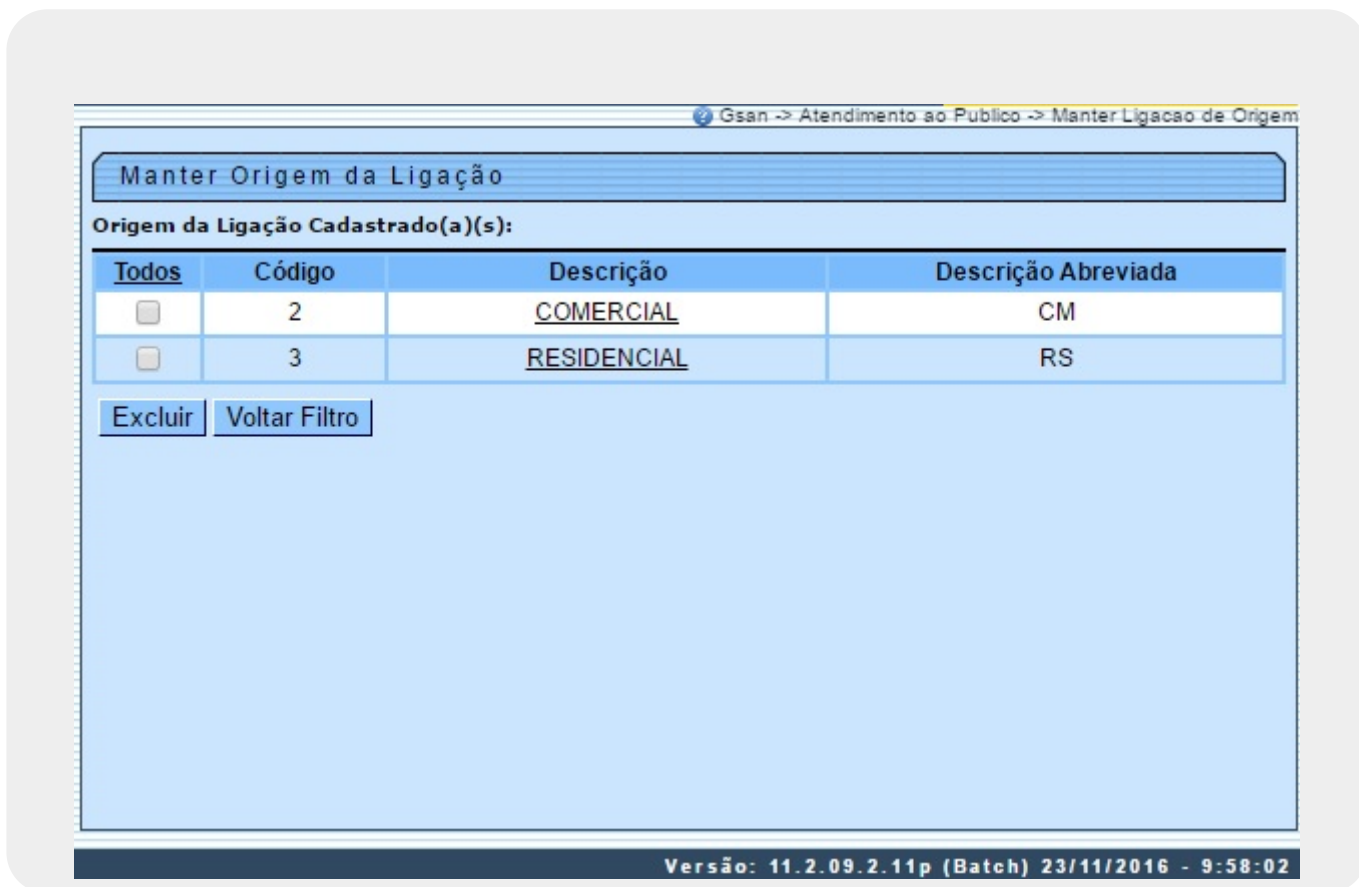 Gsan -> Atendimento ao Publico -> Manter Ligacao de Origem
Manter Origem da Ligação
Origem da Ligação Cadastrado(a)(s):
Todos Código Descrição Descrição Abreviada
2 COMERCIAL CM
3 RESIDENCIAL RS
Excluir Voltar Filtro
Versão: 11.2.09.2.11p (Batch) 23/11/2016 - 9:58:02